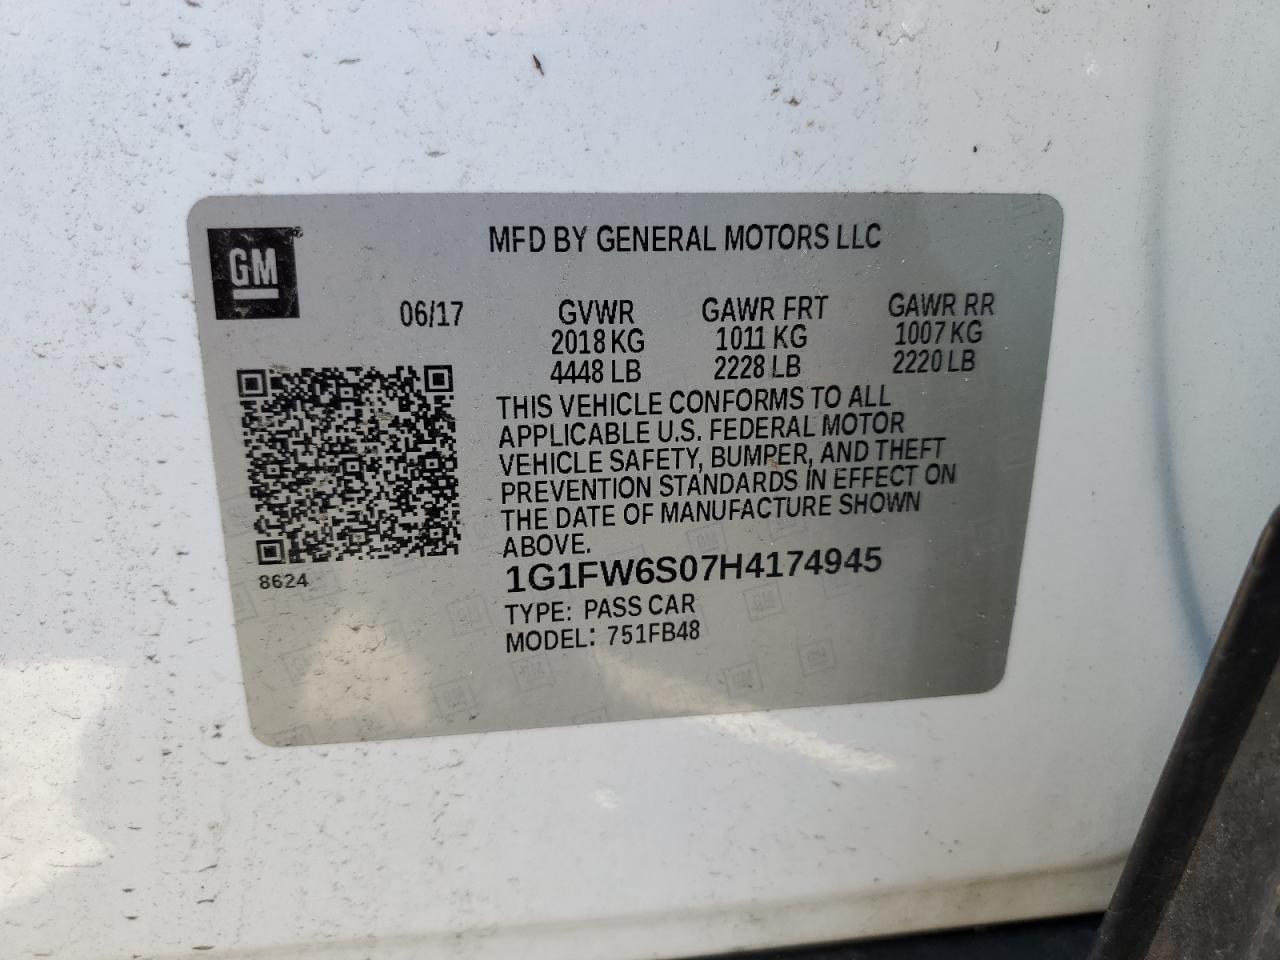 GM
MFD BY GENERAL MOTORS LLC
06/17 GVWR GAWR FRT GAWR RR
2018 KG 1011 KG 1007 KG
4448 LB 2228 LB 2220 LB
THIS VEHICLE CONFORMS TO ALL
APPLICABLE U.S. FEDERAL MOTOR
VEHICLE SAFETY, BUMPER, AND THEFT
PREVENTION STANDARDS IN EFFECT ON
THE DATE OF MANUFACTURE SHOWN
ABOVE.
8624
1G1FW6S07H4174945
TYPE: PASS CAR
MODEL: 751FB48